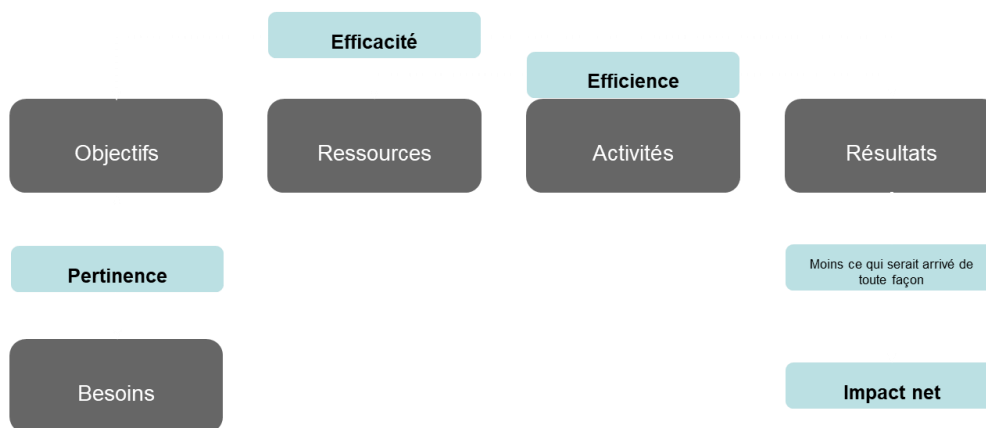 Efficacité
Efficience
Objectifs
Ressources
Activités
Résultats
Pertinence
Moins ce qui serait arrivé de
toute façon
Besoins
Impact net